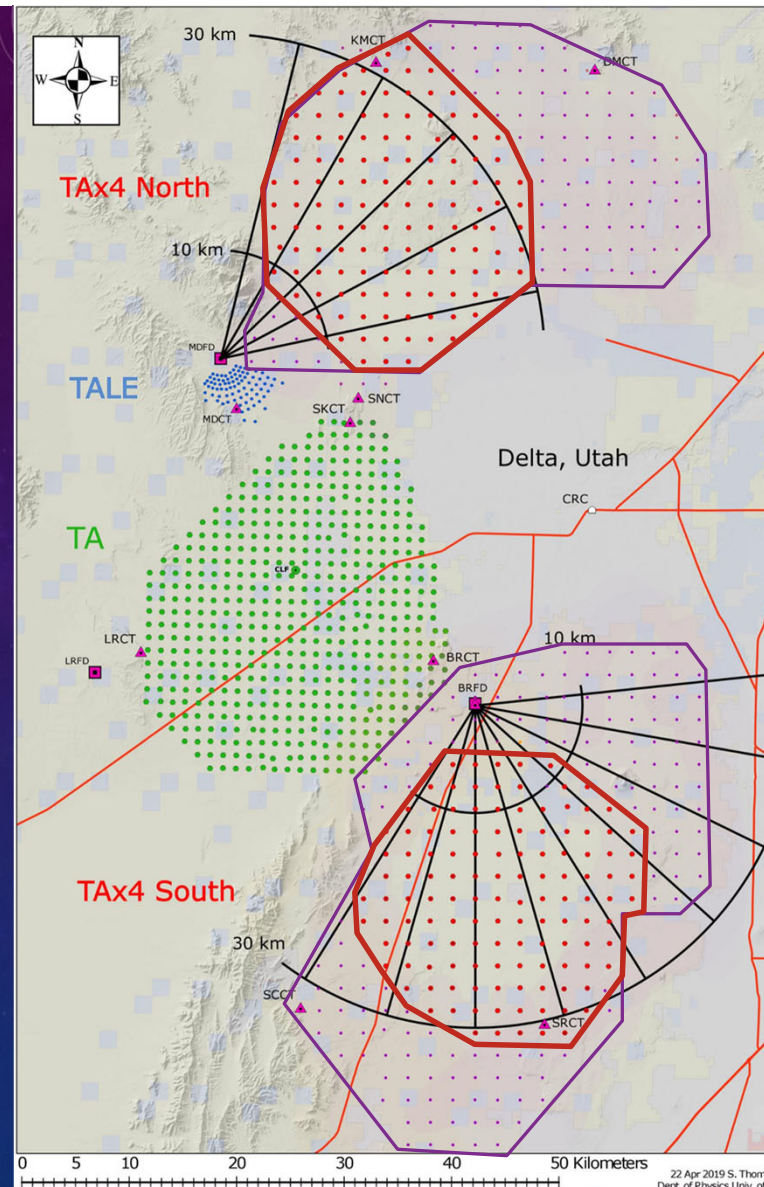 30 km
KMCT
DMCT
N
W E
S
TAx4 North
10 km
MDFD
TALE
MDCT
SNCT
SKCT
Delta, Utah
CRC
TA
CLF
LRCT
LRFD
10 km
BRCT
BRFD
TAx4 South
30 km
SCCT
SRCT
0 5 10 20 30 40 50 Kilometers
22 Apr 2019 S. Thom
Dept. of Physics Univ. of